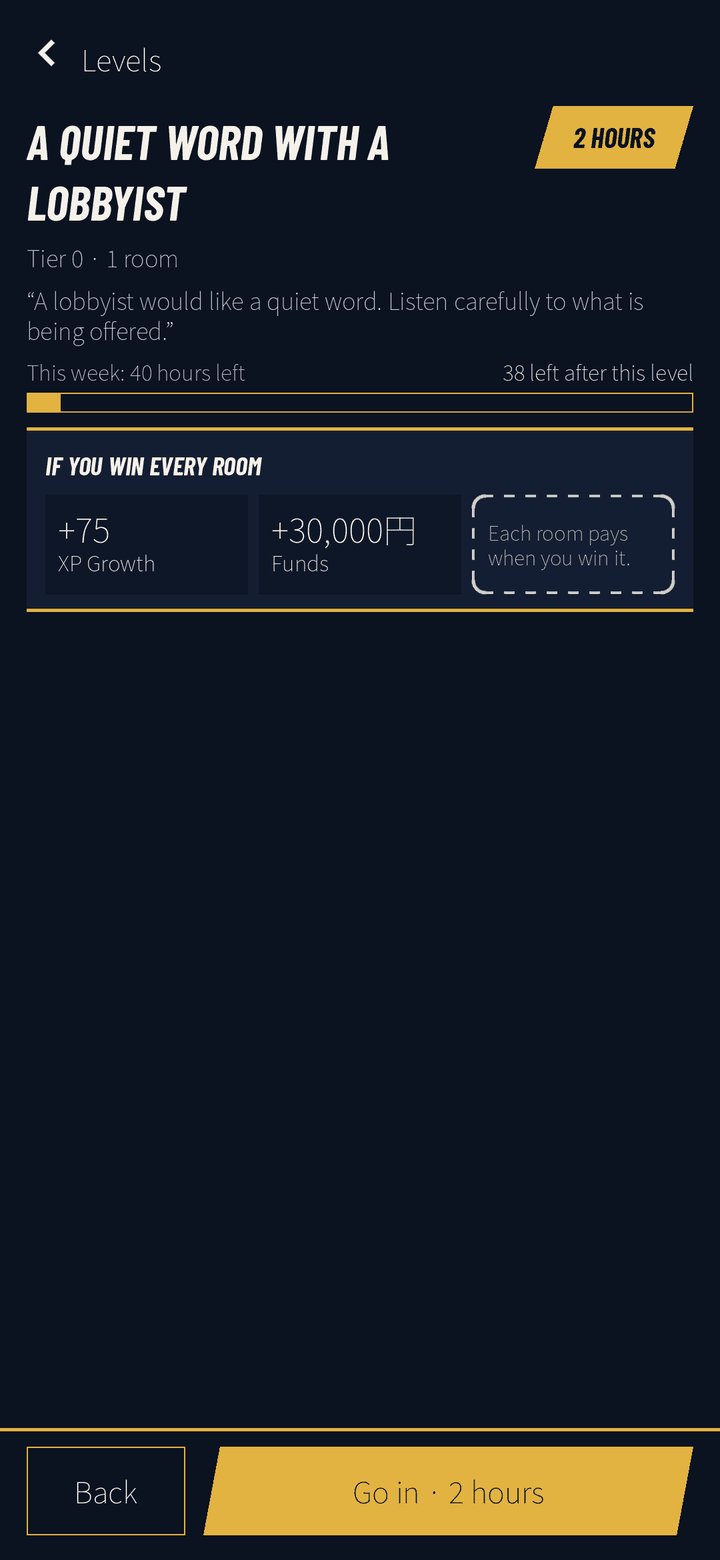 Levels
A QUIET WORD WITH A
LOBBYIST
2 HOURS
Tier 0 · 1 room
“A lobbyist would like a quiet word. Listen carefully to what is
being offered.”
This week: 40 hours left
38 left after this level
IF YOU WIN EVERY ROOM
+75
XP Growth
+30,000円
Funds
Each room pays
when you win it.
Back
Go in · 2 hours